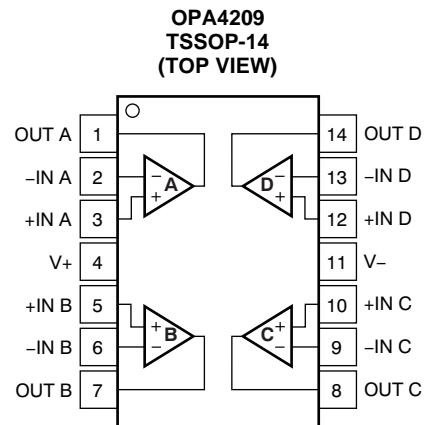 OPA4209
TSSOP-14
(TOP VIEW)
OUT A 1 14 OUT D
−IN A 2 − A D − 13 −IN D
+IN A 3 + + 12 +IN D
V+ 4 11 V−
+IN B 5 + + 10 +IN C
−IN B 6 − B C − 9 −IN C
OUT B 7 8 OUT C